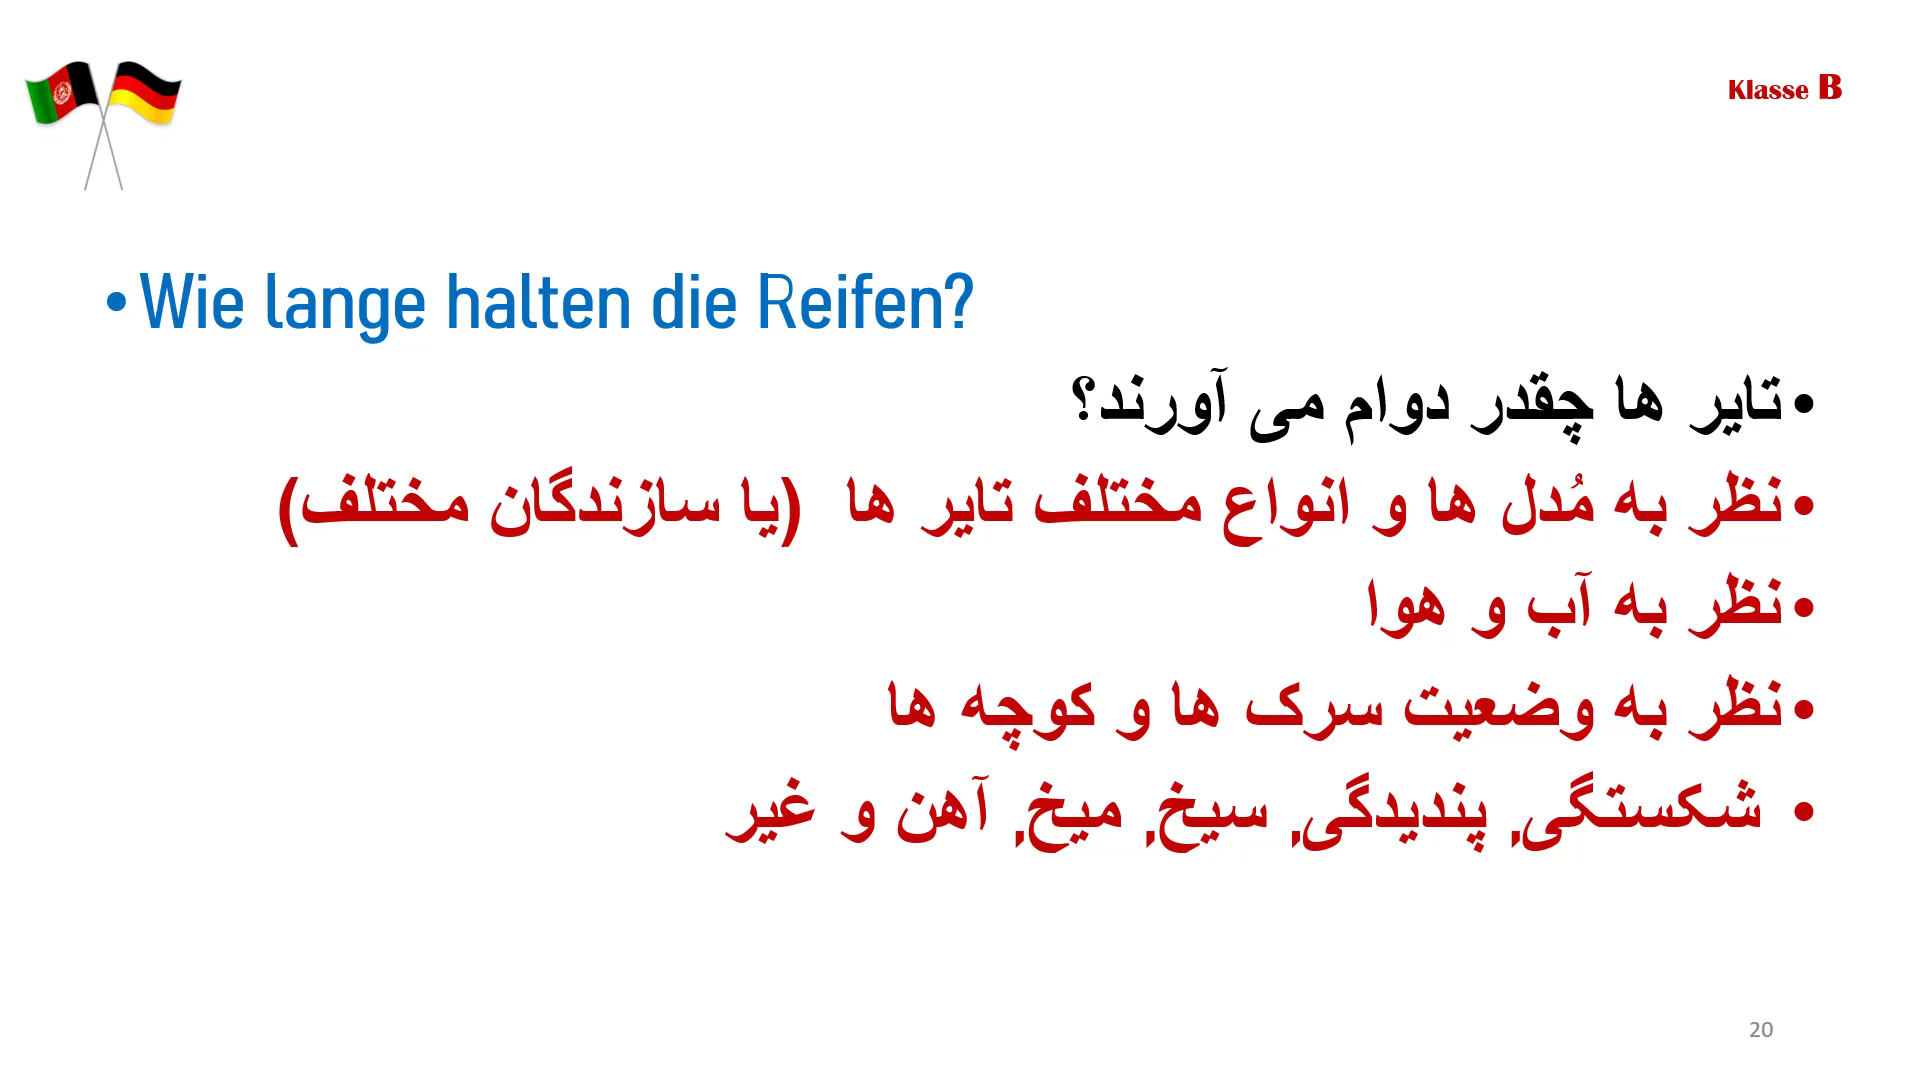 Klasse B
• Wie lange halten die Reifen?
• تایر ها چقدر دوام می آورند؟
• نظر به مُدل ها و انواع مختلف تایر ها (یا سازندگان مختلف)
• نظر به آب و هوا
• نظر به وضعیت سرک ها و کوچه ها
• شکستگی, پندیدگی, سیخ, میخ, آهن و غیر
20